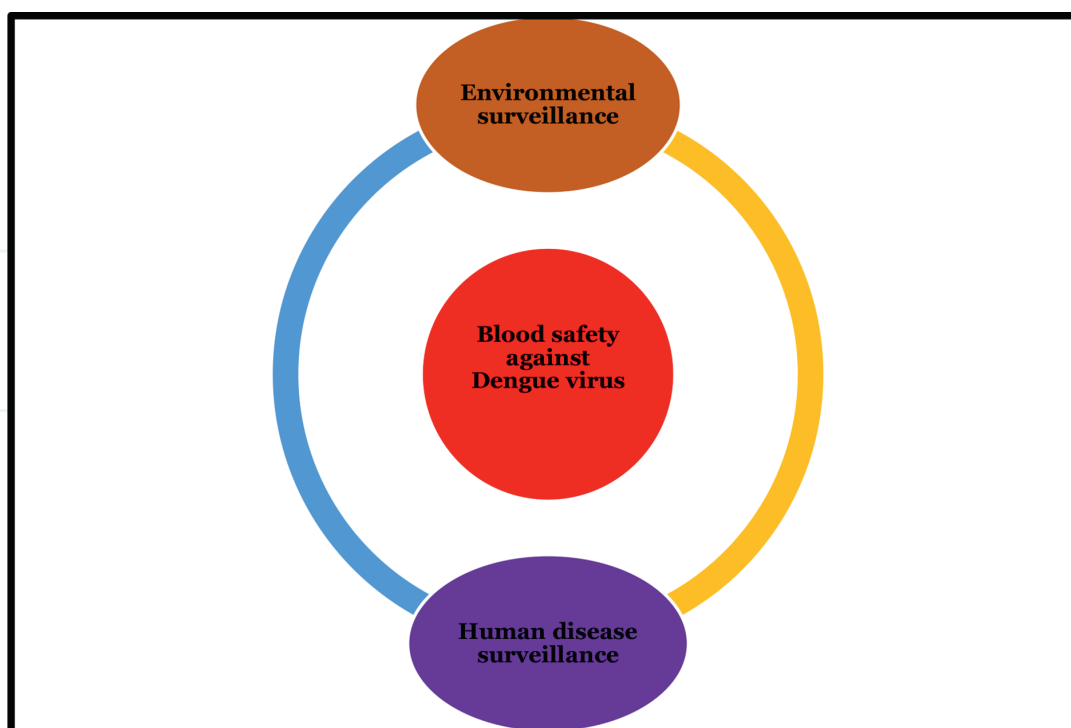 Environmental
surveillance
Blood safety
against
Dengue virus
Human disease
surveillance